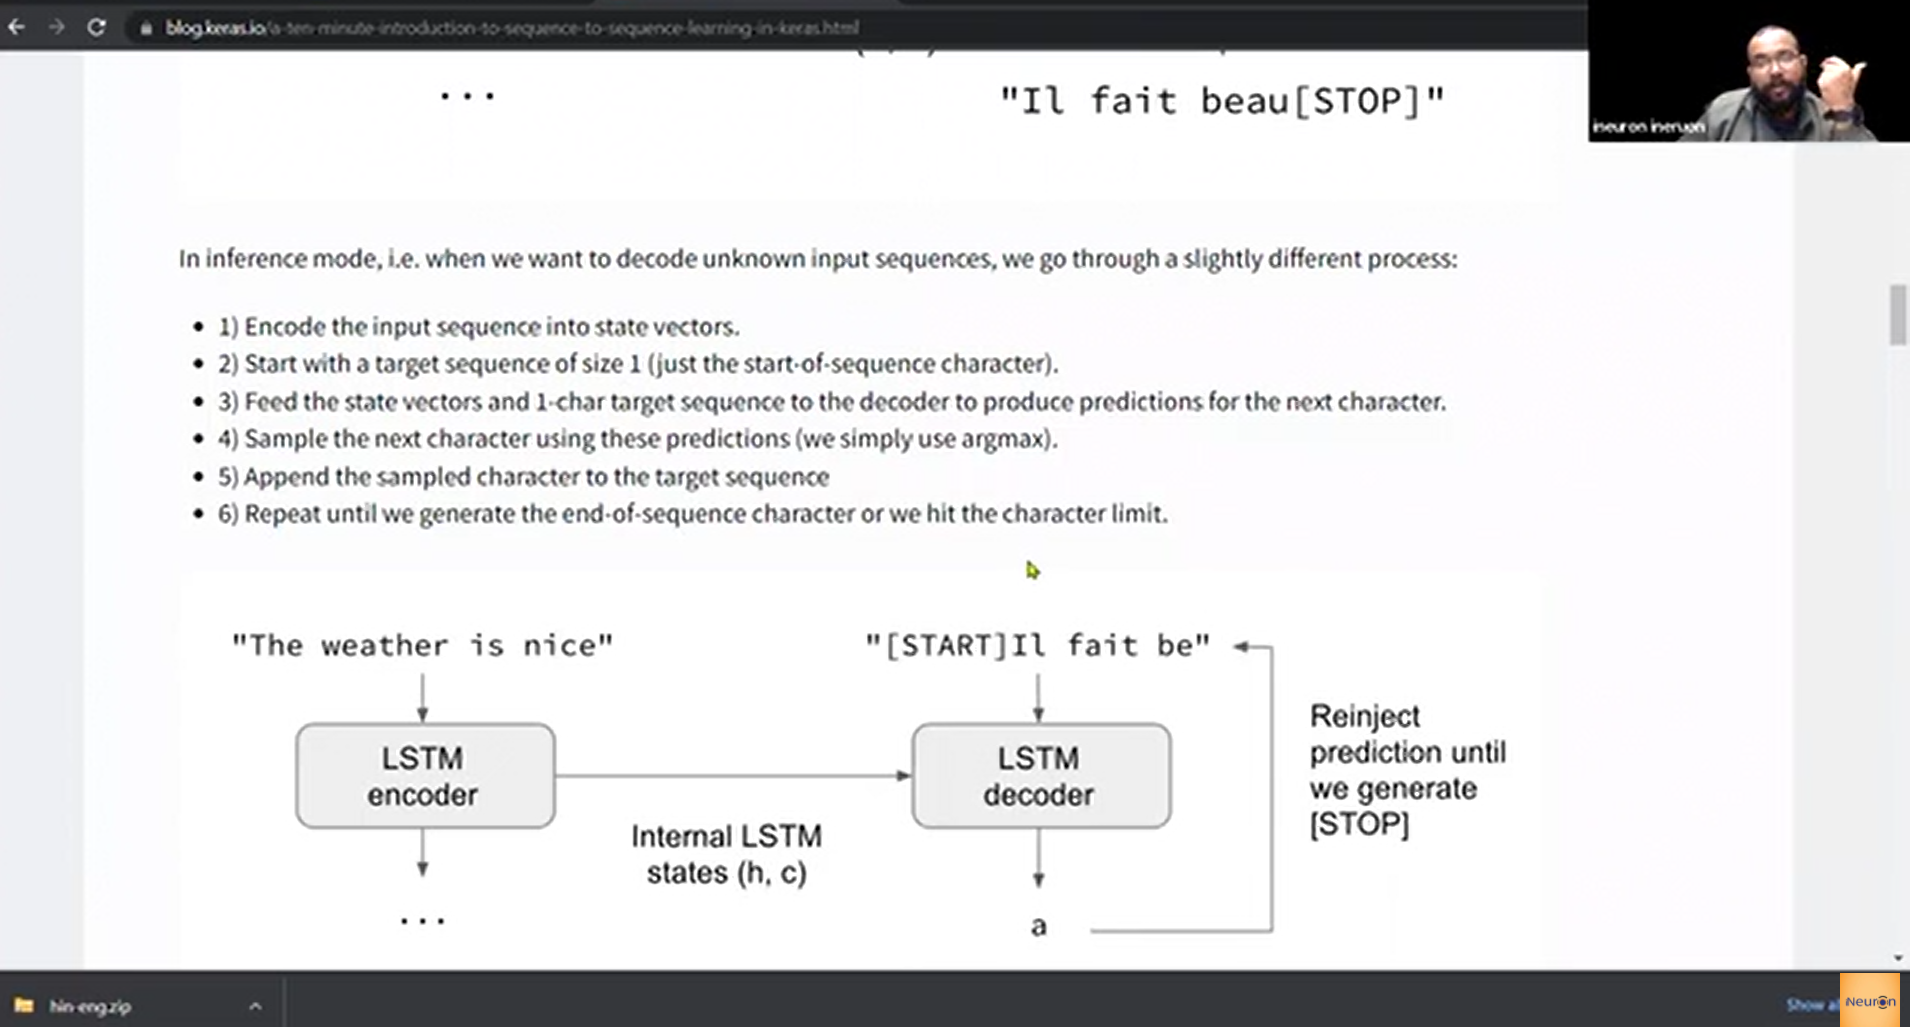 blog.keras.io/a-ten-minute-introduction-to-sequence-to-sequence-learning-in-keras.html
...
"Il fait beau[STOP]"
In inference mode, i.e. when we want to decode unknown input sequences, we go through a slightly different process:
• 1) Encode the input sequence into state vectors.
• 2) Start with a target sequence of size 1 (just the start-of-sequence character).
• 3) Feed the state vectors and 1-char target sequence to the decoder to produce predictions for the next character.
• 4) Sample the next character using these predictions (we simply use argmax).
• 5) Append the sampled character to the target sequence
• 6) Repeat until we generate the end-of-sequence character or we hit the character limit.
"The weather is nice"
"[START]Il fait be"
LSTM
encoder
Internal LSTM
states (h, c)
...
LSTM
decoder
a
Reinject
prediction until
we generate
[STOP]
hin-eng.zip
Show
iNeuron
ineuron